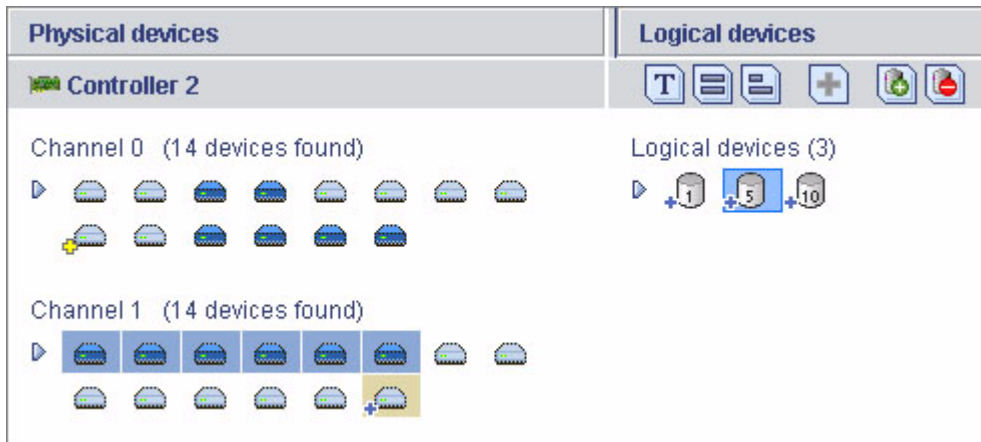 Physical devices
Logical devices
Controller 2
T
Channel 0 (14 devices found)
Logical devices (3)
1 5 10
Channel 1 (14 devices found)